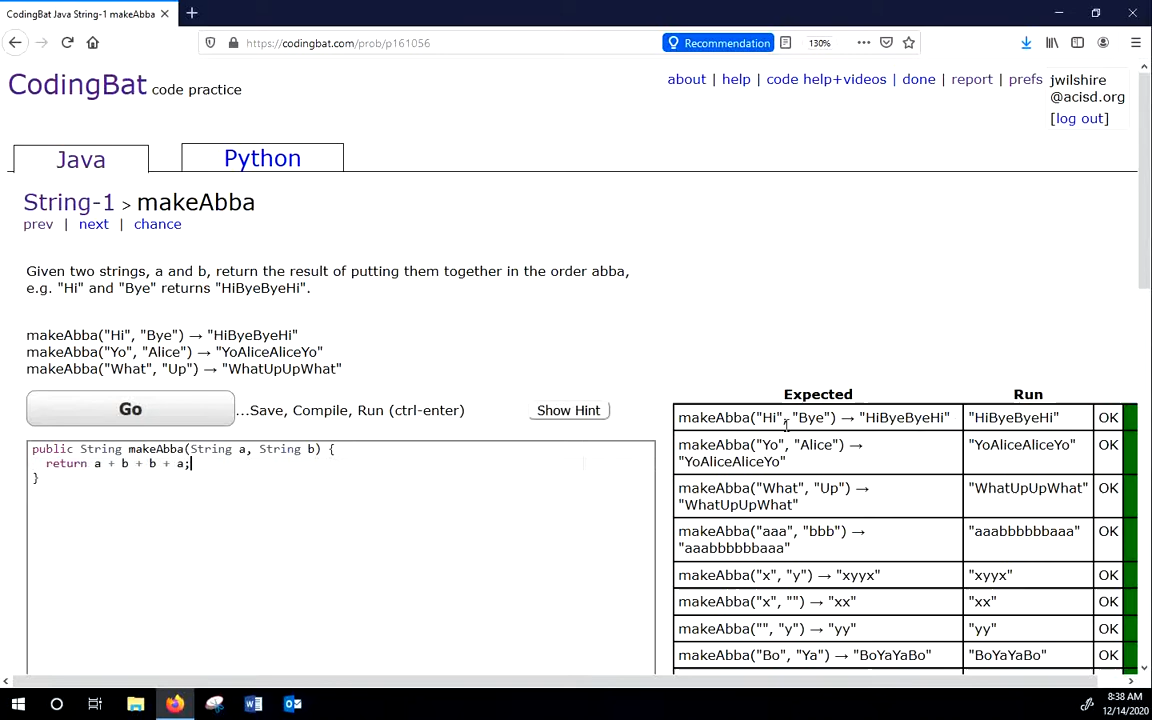 CodingBat Java String-1 makeAbba
https://codingbat.com/prob/p161056
Recommendation
130%
CodingBat code practice
about | help | code help+videos | done | report | prefs
jwilshire
@acisd.org
[log out]
Java
Python
String-1 > makeAbba
prev | next | chance
Given two strings, a and b, return the result of putting them together in the order abba,
e.g. "Hi" and "Bye" returns "HiByeByeHi".
makeAbba("Hi", "Bye") → "HiByeByeHi"
makeAbba("Yo", "Alice") → "YoAliceAliceYo"
makeAbba("What", "Up") → "WhatUpUpWhat"
Go
...Save, Compile, Run (ctrl-enter)
Show Hint
public String makeAbba(String a, String b) {
return a + b + b + a;
}
Expected Run
makeAbba("Hi", "Bye") → "HiByeByeHi" "HiByeByeHi" OK
makeAbba("Yo", "Alice") → "YoAliceAliceYo" OK
"YoAliceAliceYo"
makeAbba("What", "Up") → "WhatUpUpWhat" OK
"WhatUpUpWhat"
makeAbba("aaa", "bbb") → "aaabbbbbbaaa" OK
"aaabbbbbbaaa"
makeAbba("x", "y") → "xyyx" "xyyx" OK
makeAbba("x", "") → "xx" "xx" OK
makeAbba("", "y") → "yy" "yy" OK
makeAbba("Bo", "Ya") → "BoYaYaBo" "BoYaYaBo" OK
8:38 AM
12/14/2020